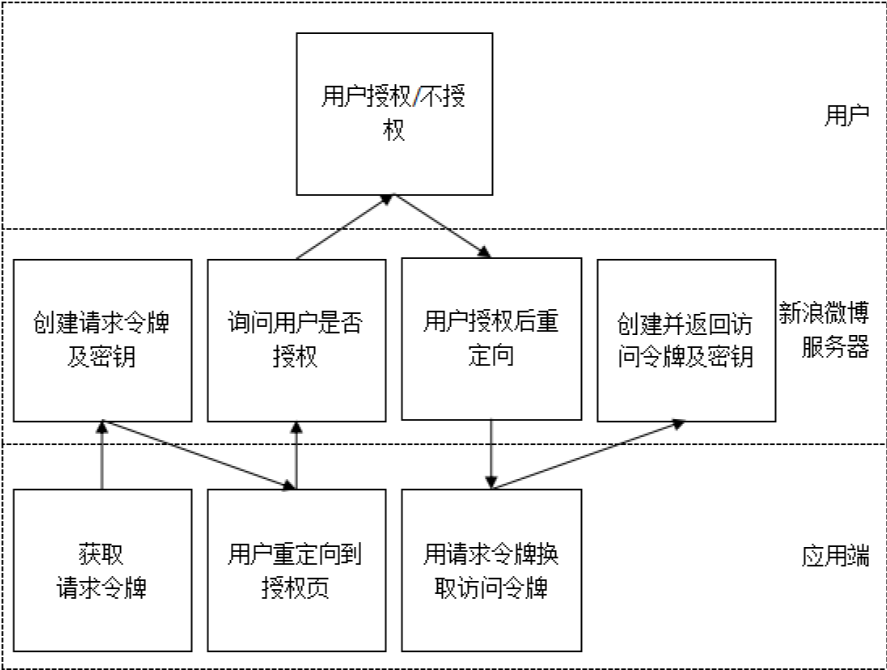 用户授权/不授
权
用户
创建请求令牌
及密钥
询问用户是否
授权
用户授权后重
定向
创建并返回访
问令牌及密钥
新浪微博
服务器
获取
请求令牌
用户重定向到
授权页
用请求令牌换
取访问令牌
应用端